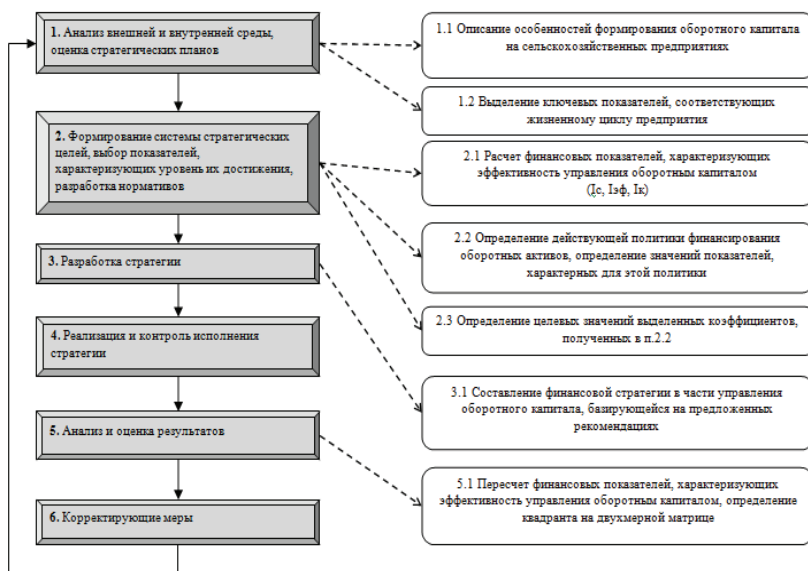 1. Анализ внешней и внутренней среды,
оценка стратегических планов
2. Формирование системы стратегических
целей, выбор показателей,
характеризующих уровень их достижения,
разработка нормативов
3. Разработка стратегии
4. Реализация и контроль исполнения
стратегии
5. Анализ и оценка результатов
6. Корректирующие меры
1.1 Описание особенностей формирования оборотного капитала
на сельскохозяйственных предприятиях
1.2 Выделение ключевых показателей, соответствующих
жизненному циклу предприятия
2.1 Расчет финансовых показателей, характеризующих
эффективность управления оборотным капиталом
(Iс, Iэф, Iк)
2.2 Определение действующей политики финансирования
оборотных активов, определение значений показателей,
характерных для этой политики
2.3 Определение целевых значений выделенных коэффициентов,
полученных в п.2.2
3.1 Составление финансовой стратегии в части управления
оборотного капитала, базирующейся на предложенных
рекомендациях
5.1 Пересчет финансовых показателей, характеризующих
эффективность управления оборотным капиталом, определение
квадранта на двухмерной матрице